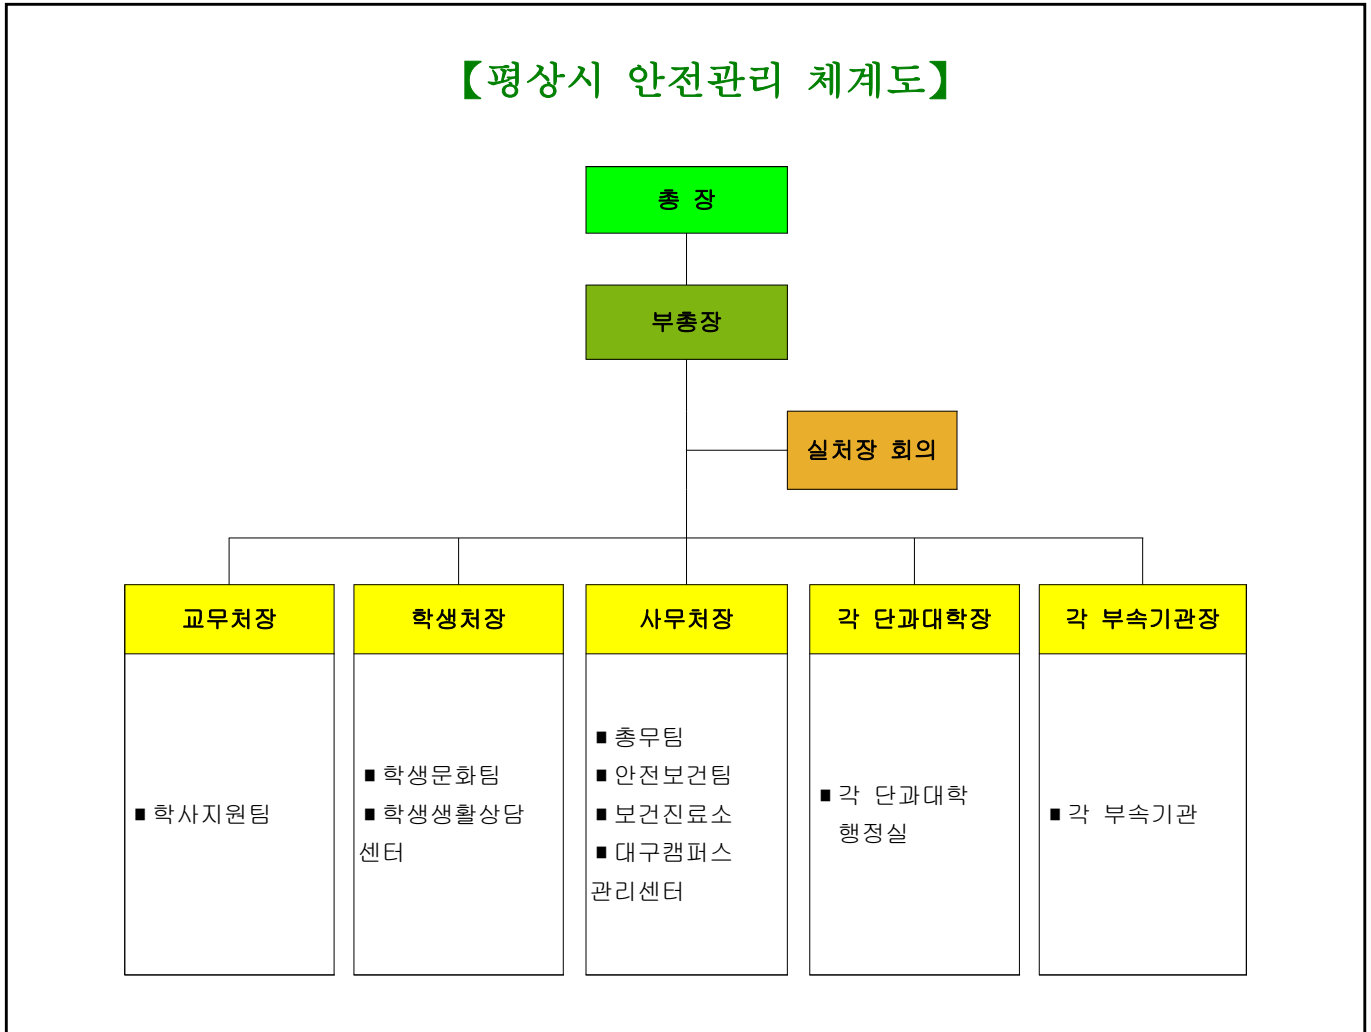 【평상시 안전관리 체계도】
총 장
부총장
실처장 회의
교무처장
■ 학사지원팀
학생처장
■ 학생문화팀
■ 학생생활상담
센터
사무처장
■ 총무팀
■ 안전보건팀
■ 보건진료소
■ 대구캠퍼스
관리센터
각 단과대학장
■ 각 단과대학
행정실
각 부속기관장
■ 각 부속기관